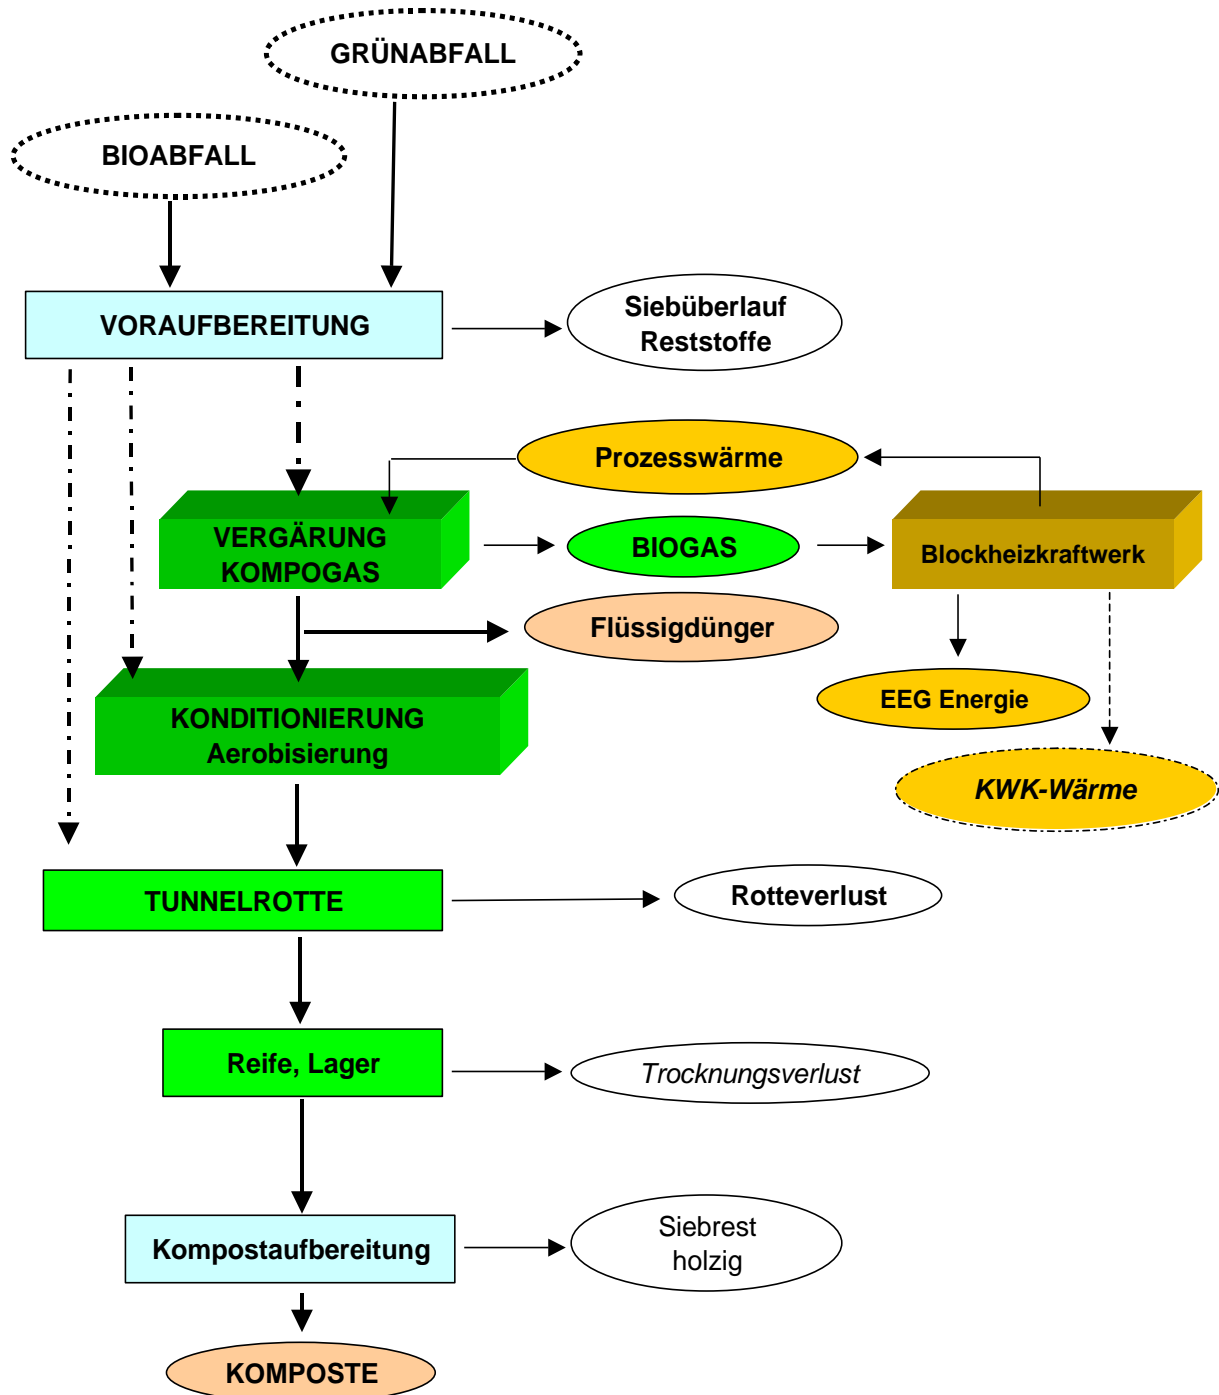 GRÜNABFALL
BIOABFALL
VORAUFBEREITUNG
Siebüberlauf
Reststoffe
Prozesswärme
VERGÄRUNG
KOMPOGAS
BIOGAS
Blockheizkraftwerk
Flüssigdünger
EEG Energie
KONDITIONIERUNG
Aerobisierung
KWK-Wärme
TUNNELROTTE
Rotteverlust
Reife, Lager
Trocknungsverlust
Kompostaufbereitung
Siebrest
holzig
KOMPOSTE